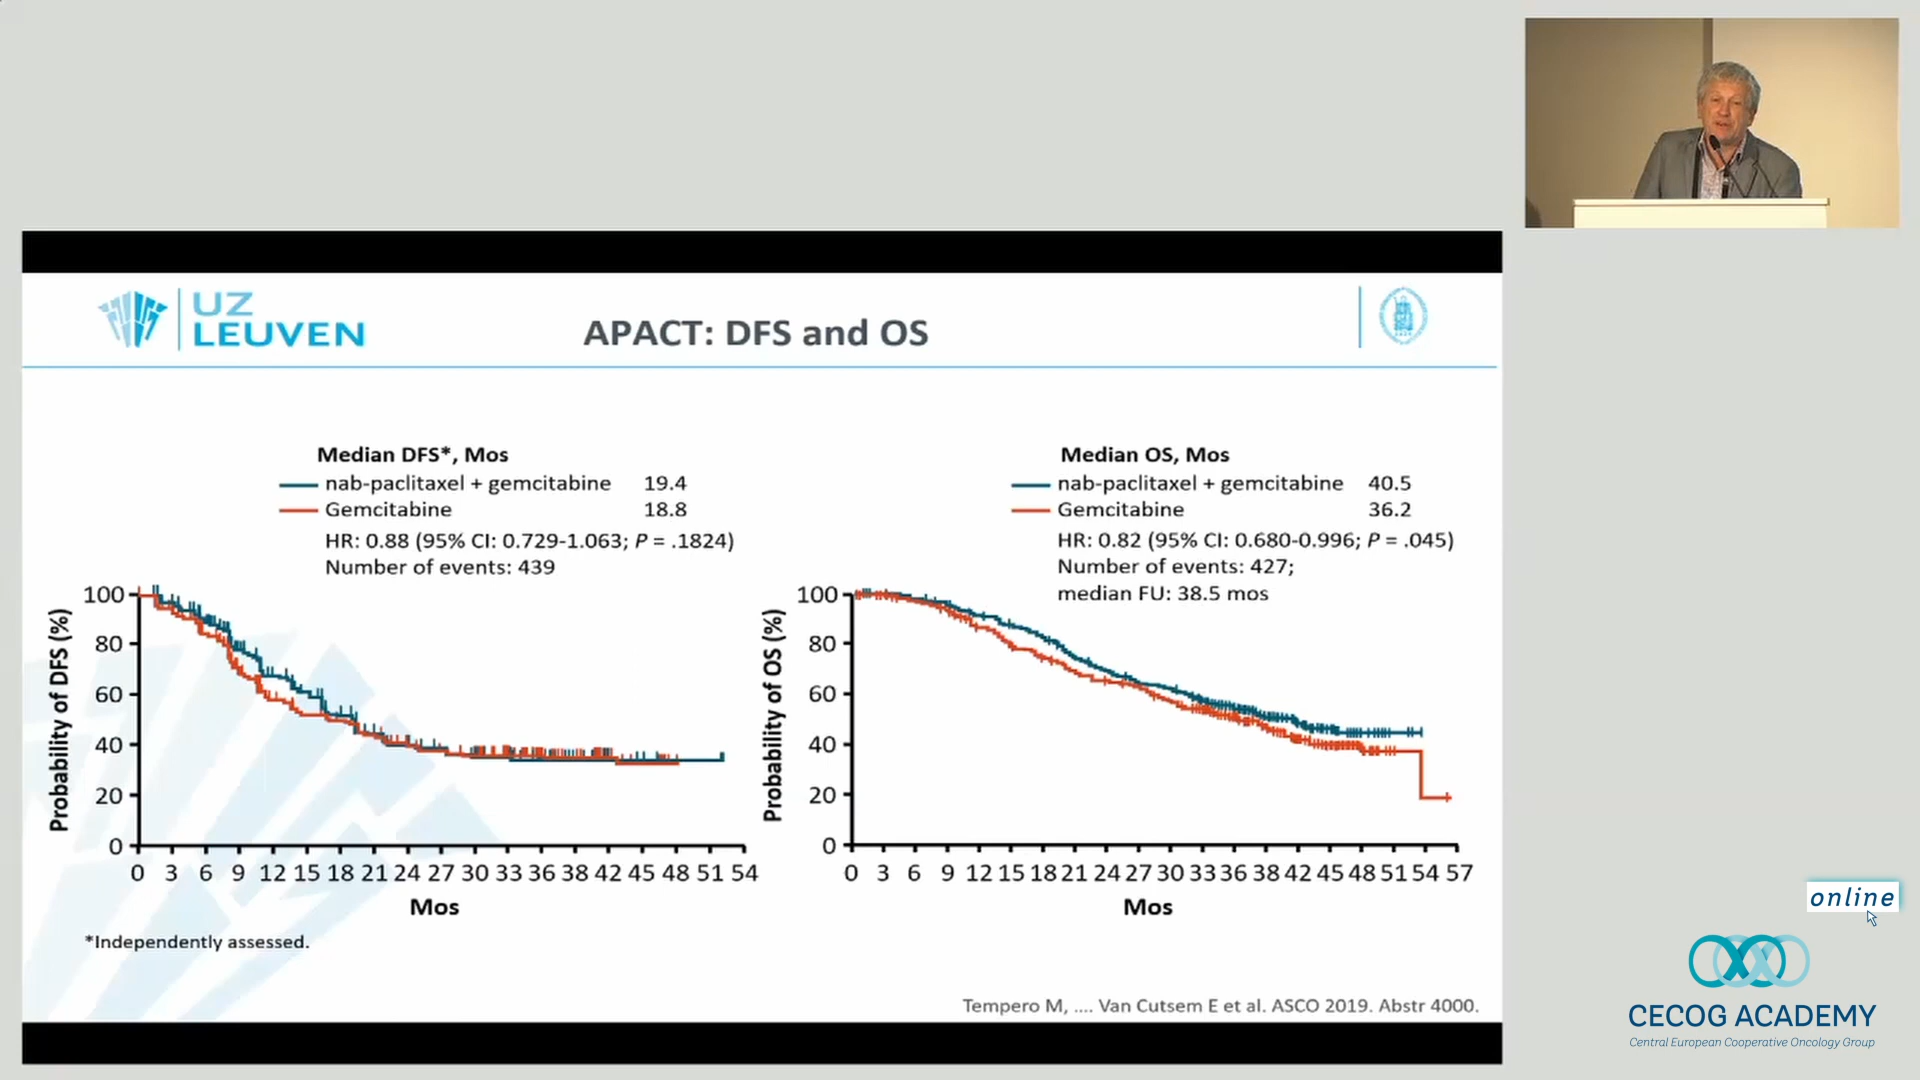 UZ
LEUVEN
APACT: DFS and OS
Median DFS*, Mos
nab-paclitaxel + gemcitabine 19.4
Gemcitabine 18.8
HR: 0.88 (95% CI: 0.729-1.063; P = .1824)
Number of events: 439
Probability of DFS (%)
100
80
60
40
20
0
0 3 6 9 12 15 18 21 24 27 30 33 36 38 42 45 48 51 54
Mos
*Independently assessed.
Median OS, Mos
nab-paclitaxel + gemcitabine 40.5
Gemcitabine 36.2
HR: 0.82 (95% CI: 0.680-0.996; P = .045)
Number of events: 427;
median FU: 38.5 mos
Probability of OS (%)
100
80
60
40
20
0
0 3 6 9 12 15 18 21 24 27 30 33 36 38 42 45 48 51 54 57
Mos
Tempero M, .... Van Cutsem E et al. ASCO 2019. Abstr 4000.
online
CECOG ACADEMY
Central European Cooperative Oncology Group